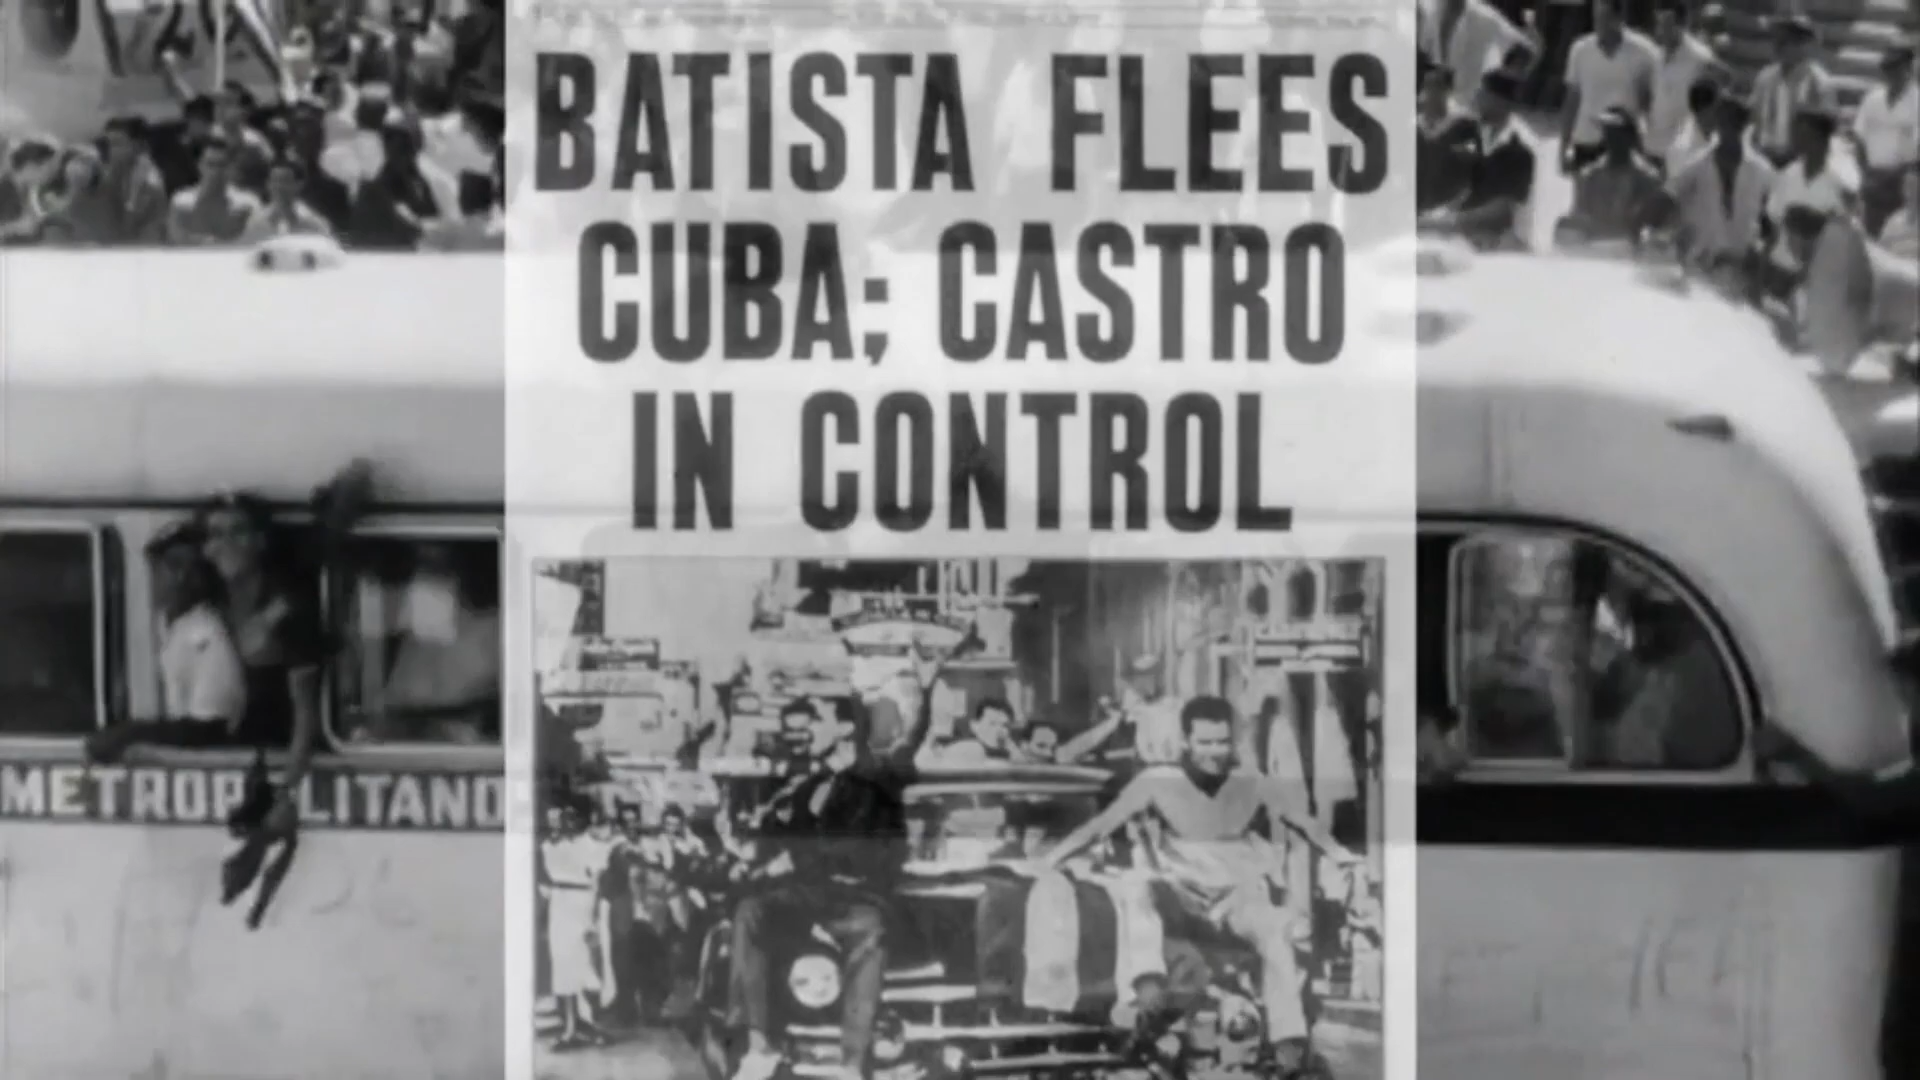 BATISTA FLEES
CUBA; CASTRO
IN CONTROL
METROPOLITANO